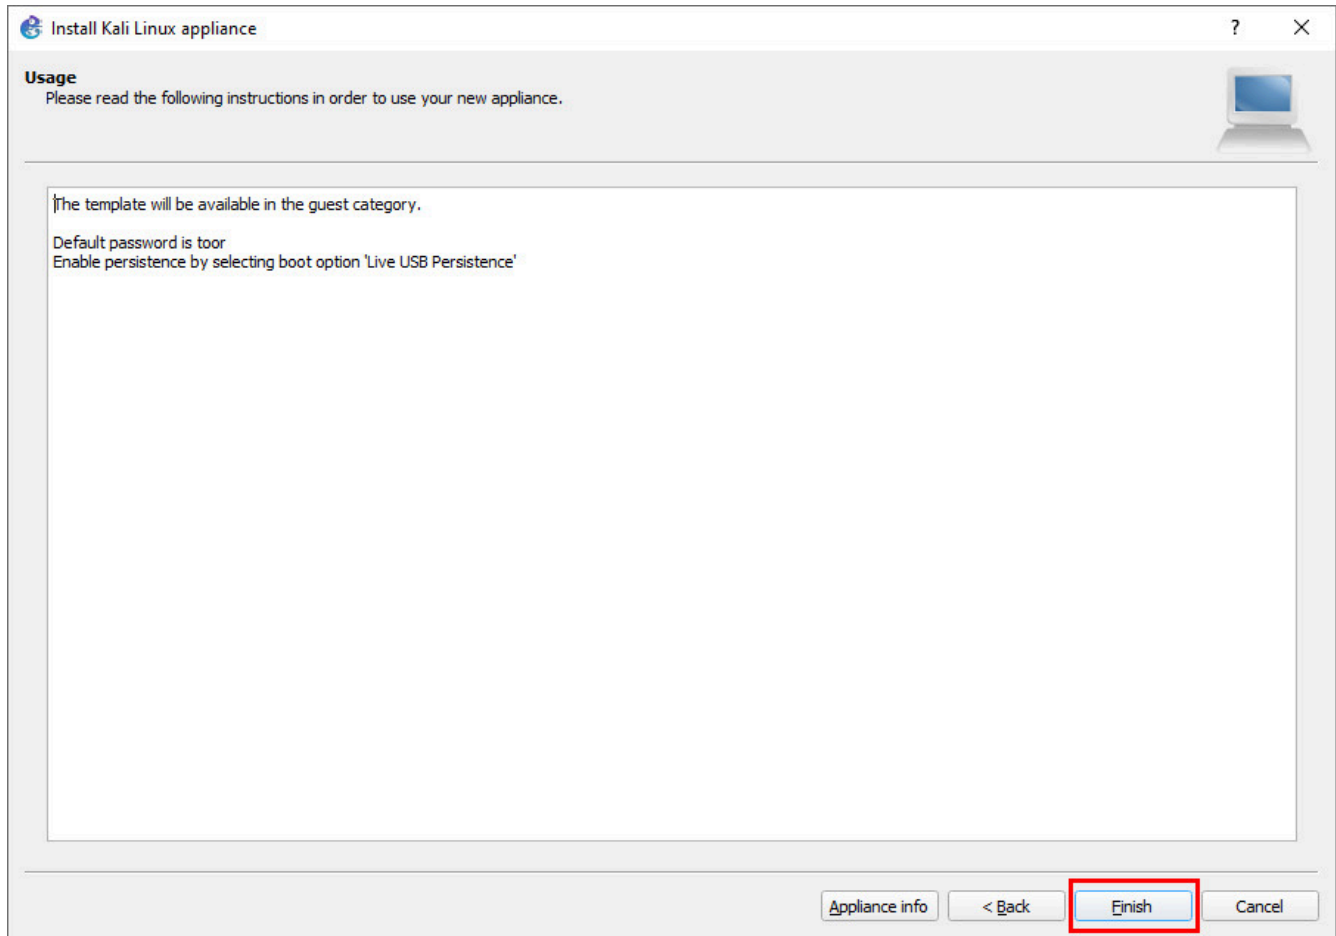 Install Kali Linux appliance
?
Usage
Please read the following instructions in order to use your new appliance.
The template will be available in the guest category.
Default password is toor
Enable persistence by selecting boot option 'Live USB Persistence'
Appliance info
< Back
Finish
Cancel